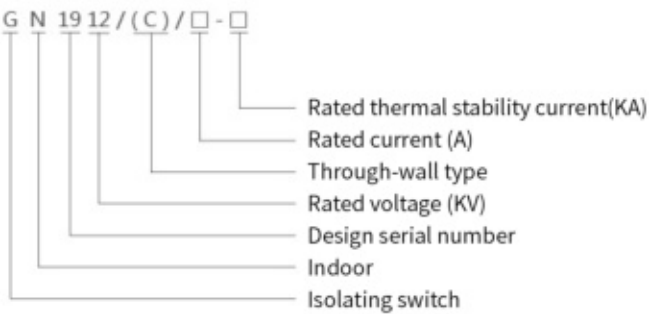 G N 19 12 / ( C ) / □ - □
Rated thermal stability current(KA)
Rated current (A)
Through-wall type
Rated voltage (KV)
Design serial number
Indoor
Isolating switch